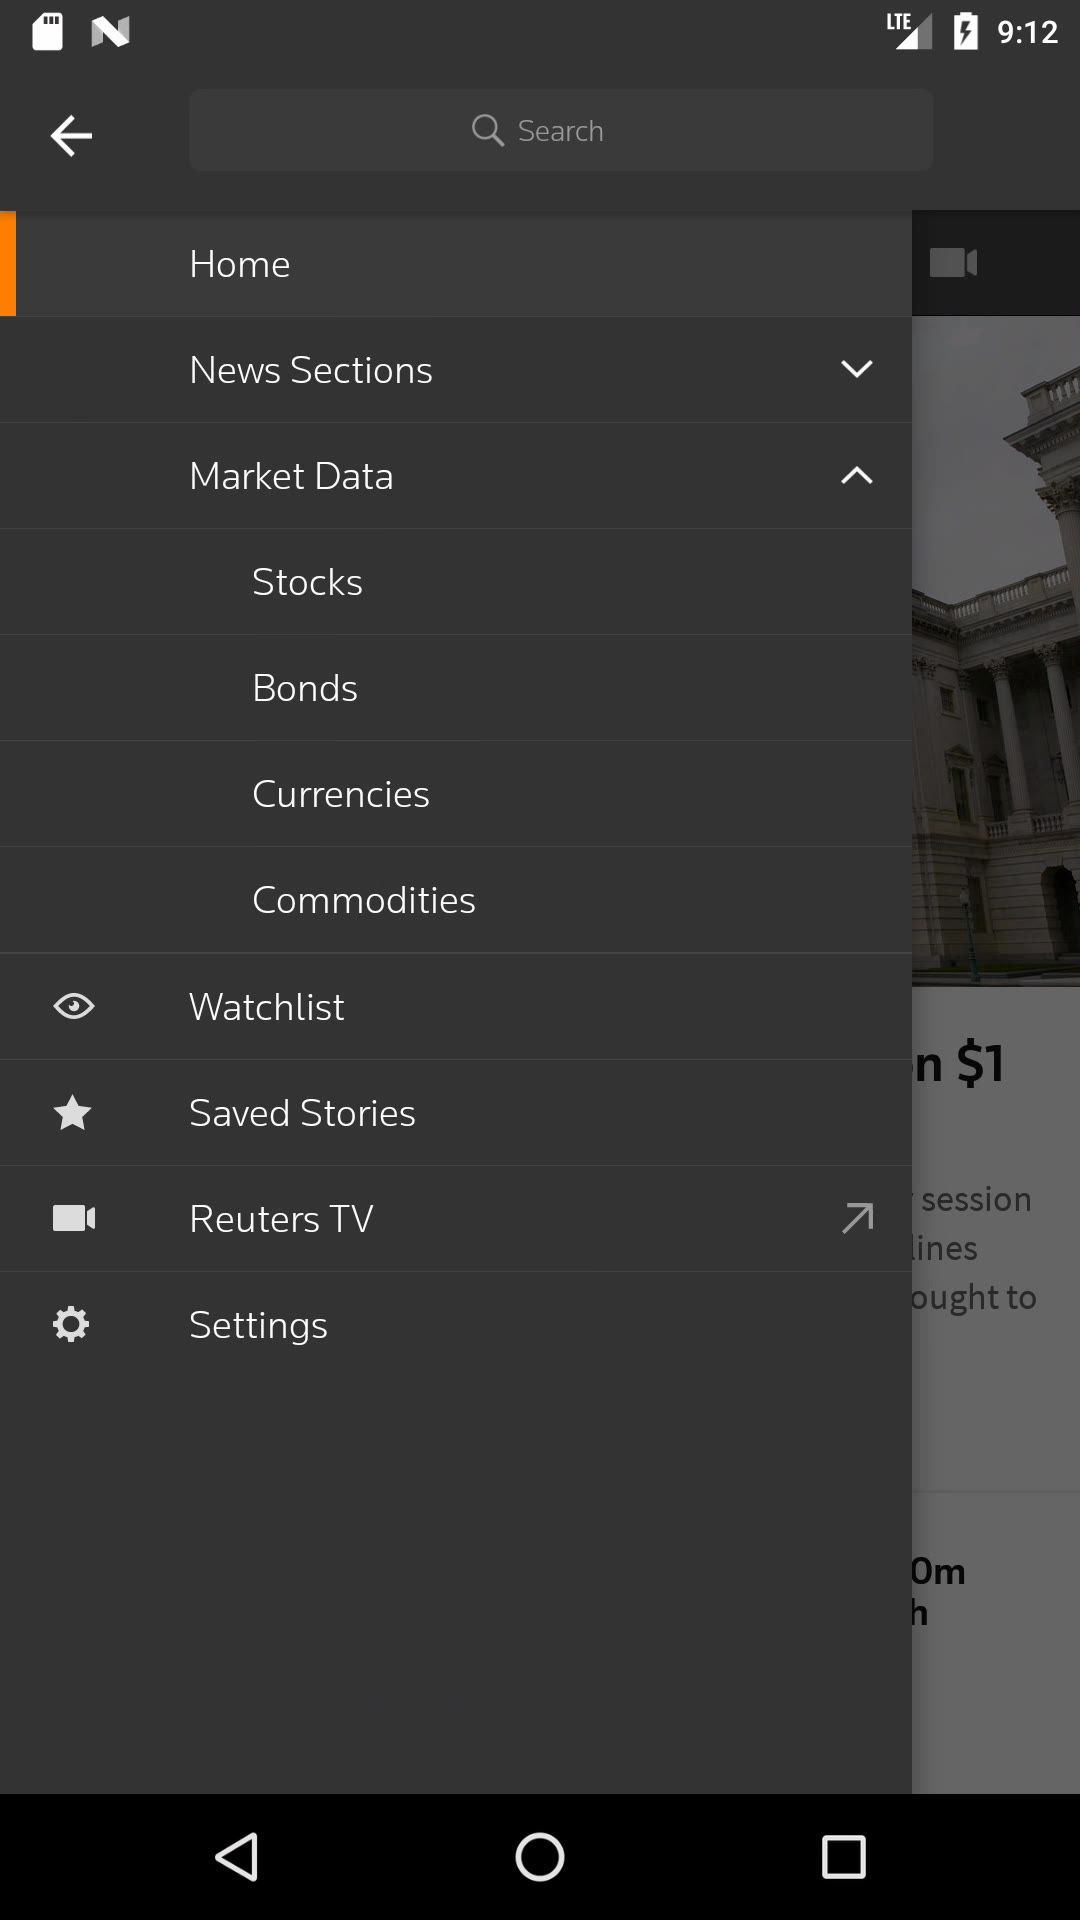 LTE 9:12
Search
Home
News Sections
Market Data
Stocks
Bonds
Currencies
Commodities
Watchlist
n $1
Saved Stories
session
Reuters TV
lines
ought to
Settings
0m
h